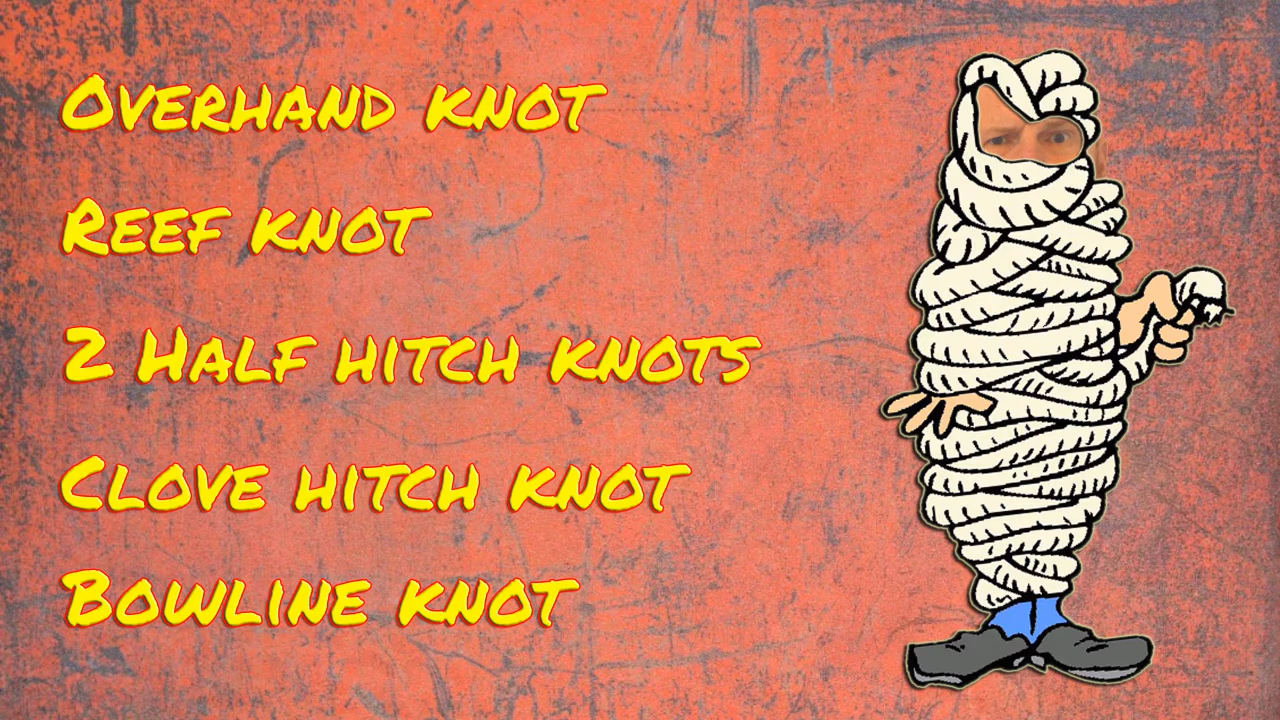 Overhand knot
Reef knot
2 Half hitch knots
Clove hitch knot
Bowline knot